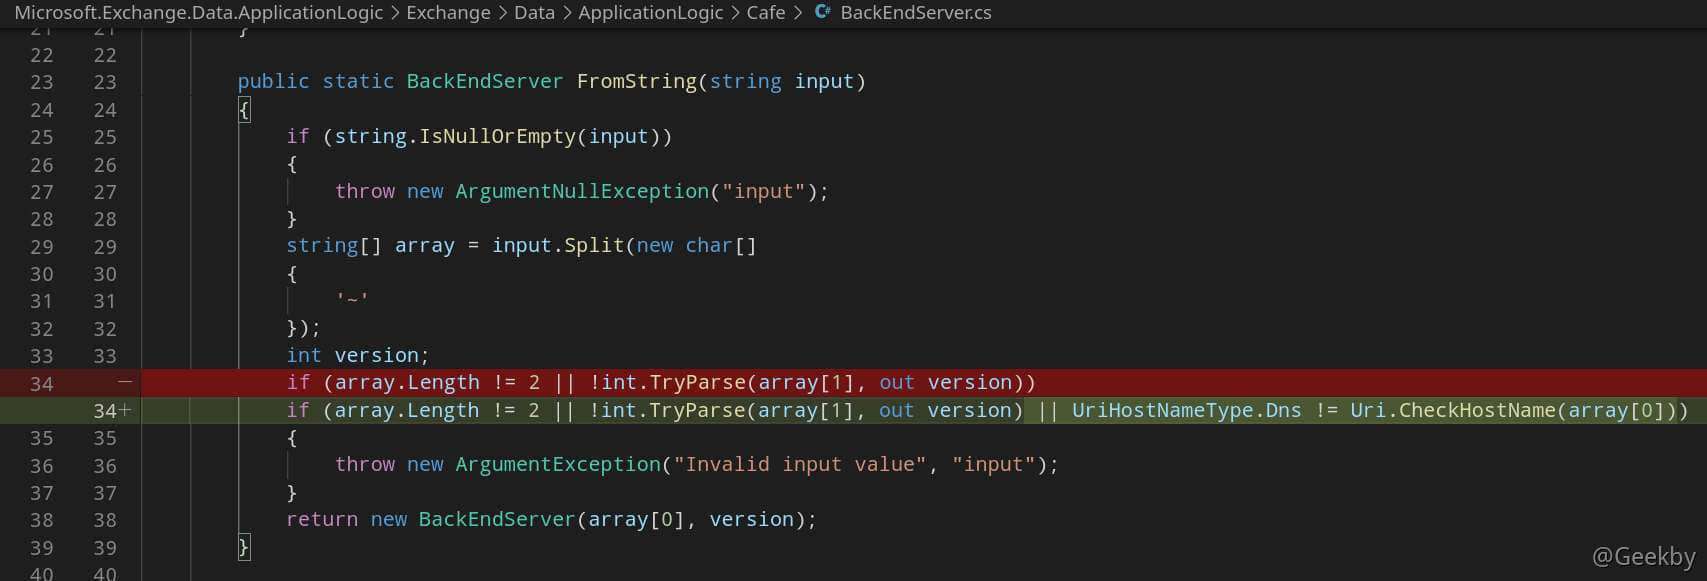 Microsoft.Exchange.Data.ApplicationLogic > Exchange > Data > ApplicationLogic > Cafe > C# BackEndServer.cs
21 21 }
22 22
23 23 public static BackEndServer FromString(string input)
24 24 {
25 25 if (string.IsNullOrEmpty(input))
26 26 {
27 27 throw new ArgumentNullException("input");
28 28 }
29 29 string[] array = input.Split(new char[]
30 30 {
31 31 '~'
32 32 });
33 33 int version;
34 — if (array.Length != 2 || !int.TryParse(array[1], out version))
34+ if (array.Length != 2 || !int.TryParse(array[1], out version) || UriHostNameType.Dns != Uri.CheckHostName(array[0]))
35 35 {
36 36 throw new ArgumentException("Invalid input value", "input");
37 37 }
38 38 return new BackEndServer(array[0], version);
39 39 }
40 40
@Geekby